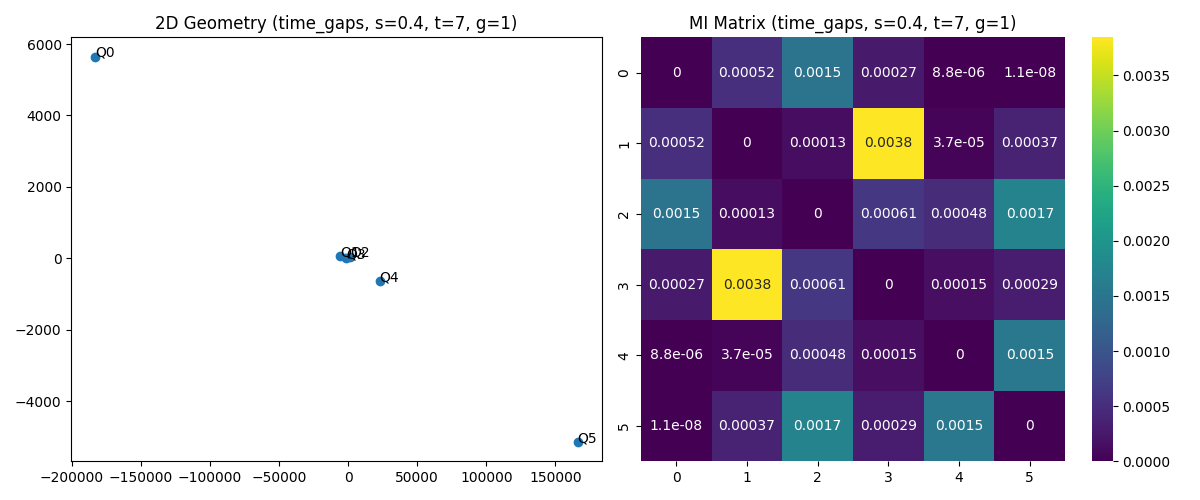 2D Geometry (time_gaps, s=0.4, t=7, g=1)
6000
4000
2000
0
−2000
−4000
−200000 −150000 −100000 −50000 0 50000 100000 150000
Q0
Q2
Q4
Q5
MI Matrix (time_gaps, s=0.4, t=7, g=1)
0 0 0.00052 0.0015 0.00027 8.8e-06 1.1e-08
1 0.00052 0 0.00013 0.0038 3.7e-05 0.00037
2 0.0015 0.00013 0 0.00061 0.00048 0.0017
3 0.00027 0.0038 0.00061 0 0.00015 0.00029
4 8.8e-06 3.7e-05 0.00048 0.00015 0 0.0015
5 1.1e-08 0.00037 0.0017 0.00029 0.0015 0
0 1 2 3 4 5
0.0035
0.0030
0.0025
0.0020
0.0015
0.0010
0.0005
0.0000